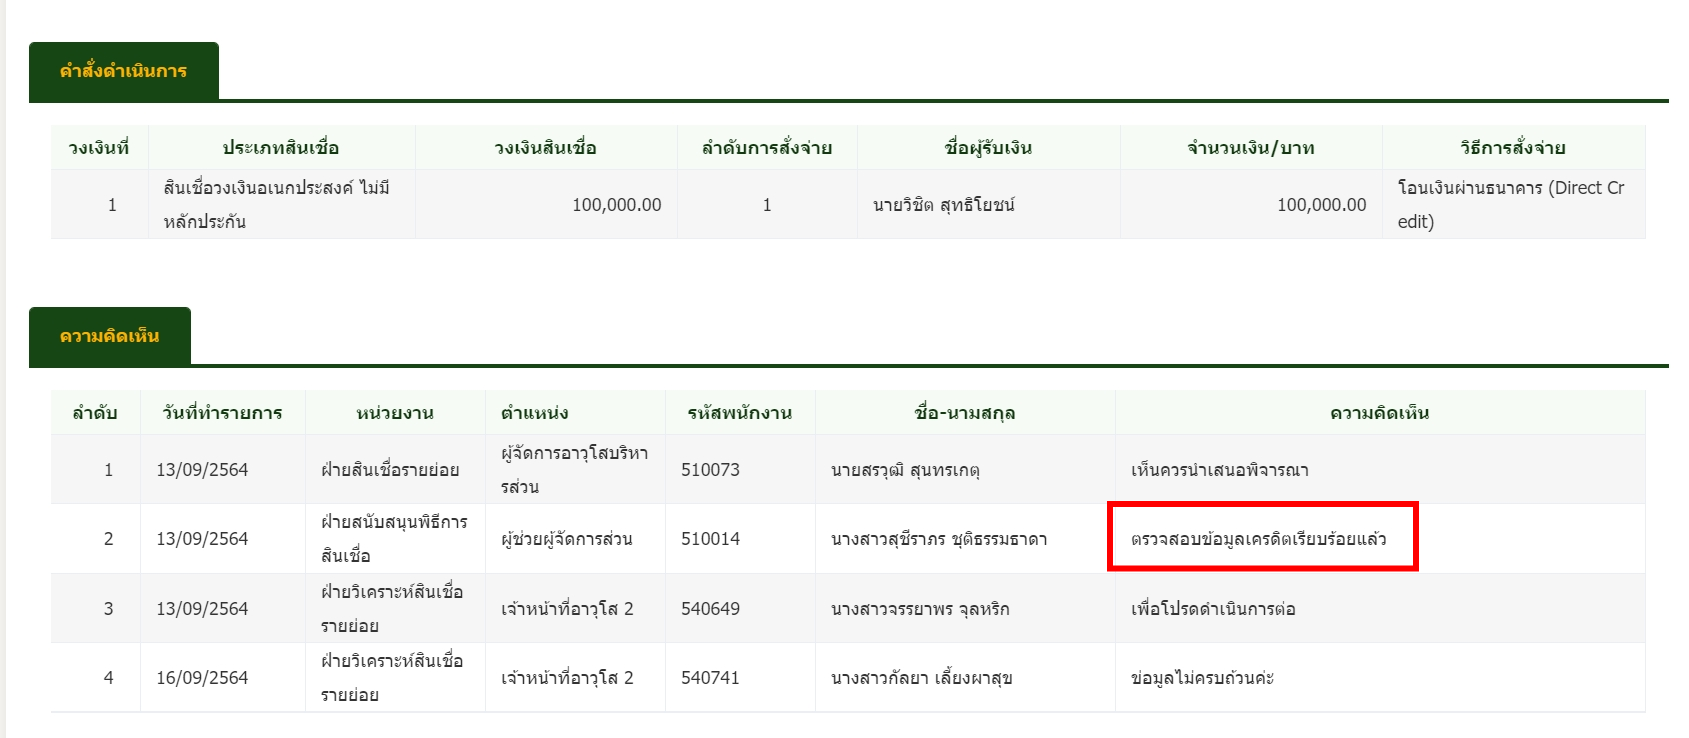 คำสั่งดำเนินการ
วงเงินที่ ประเภทสินเชื่อ วงเงินสินเชื่อ ลำดับการสั่งจ่าย ชื่อผู้รับเงิน จำนวนเงิน/บาท วิธีการสั่งจ่าย
สินเชื่อวงเงินอเนกประสงค์ ไม่มี โอนเงินผ่านธนาคาร (Direct Cr
1 100,000.00 1 นายวิชิต สุทธิโยชน์ 100,000.00
หลักประกัน edit)
ความคิดเห็น
ลำดับ วันที่ทำรายการ หน่วยงาน ตำแหน่ง รหัสพนักงาน ชื่อ-นามสกุล ความคิดเห็น
ผู้จัดการอาวุโสบริหา
1 13/09/2564 ฝ่ายสินเชื่อรายย่อย 510073 นายสรวุฒิ สุนทรเกตุ เห็นควรนำเสนอพิจารณา
รส่วน
ฝ่ายสนับสนุนพิธีการ
2 13/09/2564 ผู้ช่วยผู้จัดการส่วน 510014 นางสาวสุชีราภร ชุติธรรมธาดา ตรวจสอบข้อมูลเครดิตเรียบร้อยแล้ว
สินเชื่อ
ฝ่ายวิเคราะห์สินเชื่อ
3 13/09/2564 เจ้าหน้าที่อาวุโส 2 540649 นางสาวจรรยาพร จุลหริก เพื่อโปรดดำเนินการต่อ
รายย่อย
ฝ่ายวิเคราะห์สินเชื่อ
4 16/09/2564 เจ้าหน้าที่อาวุโส 2 540741 นางสาวกัลยา เลี้ยงผาสุข ข่อมูลไม่ครบถ้วนค่ะ
รายย่อย